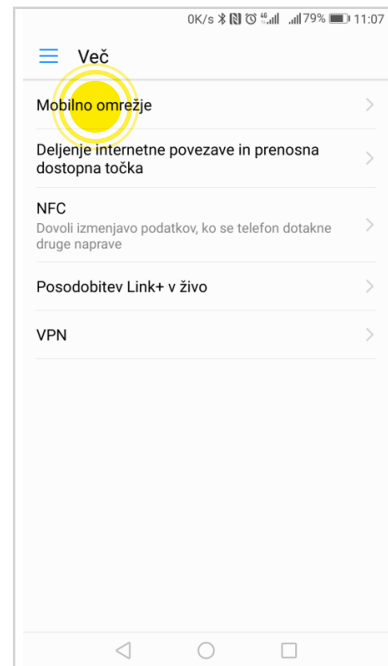 0K/s 4G 79% 11:07
Več
Mobilno omrežje
Deljenje internetne povezave in prenosna
dostopna točka
NFC
Dovoli izmenjavo podatkov, ko se telefon dotakne
druge naprave
Posodobitev Link+ v živo
VPN